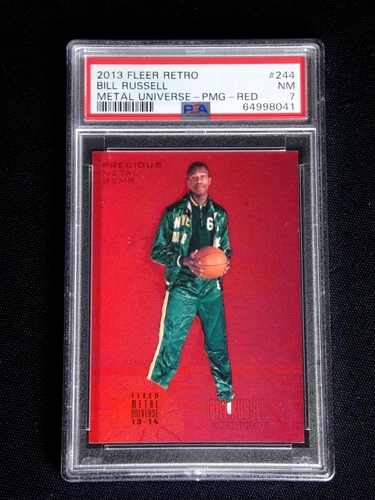 2013 FLEER RETRO #244
BILL RUSSELL NM
METAL UNIVERSE - PMG - RED 7
PSA 64998041
PRECIOUS
METAL
GEMS
6
FLEER
METAL
UNIVERSE
13-14